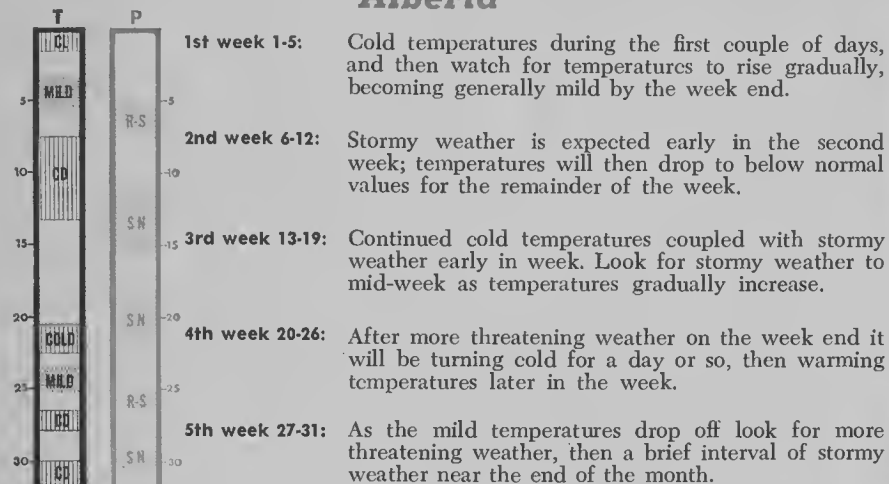 Alberta
T P
1st week 1-5: Cold temperatures during the first couple of days,
and then watch for temperatures to rise gradually,
becoming generally mild by the week end.
2nd week 6-12: Stormy weather is expected early in the second
week; temperatures will then drop to below normal
values for the remainder of the week.
3rd week 13-19: Continued cold temperatures coupled with stormy
weather early in week. Look for stormy weather to
mid-week as temperatures gradually increase.
4th week 20-26: After more threatening weather on the week end it
will be turning cold for a day or so, then warming
temperatures later in the week.
5th week 27-31: As the mild temperatures drop off look for more
threatening weather, then a brief interval of stormy
weather near the end of the month.
CL
MILD
5
CD
10
15
20
COLD
MILD
25
CD
30
CD
5
R-S
10
SN
15
SN
20
25
R-S
SN
30